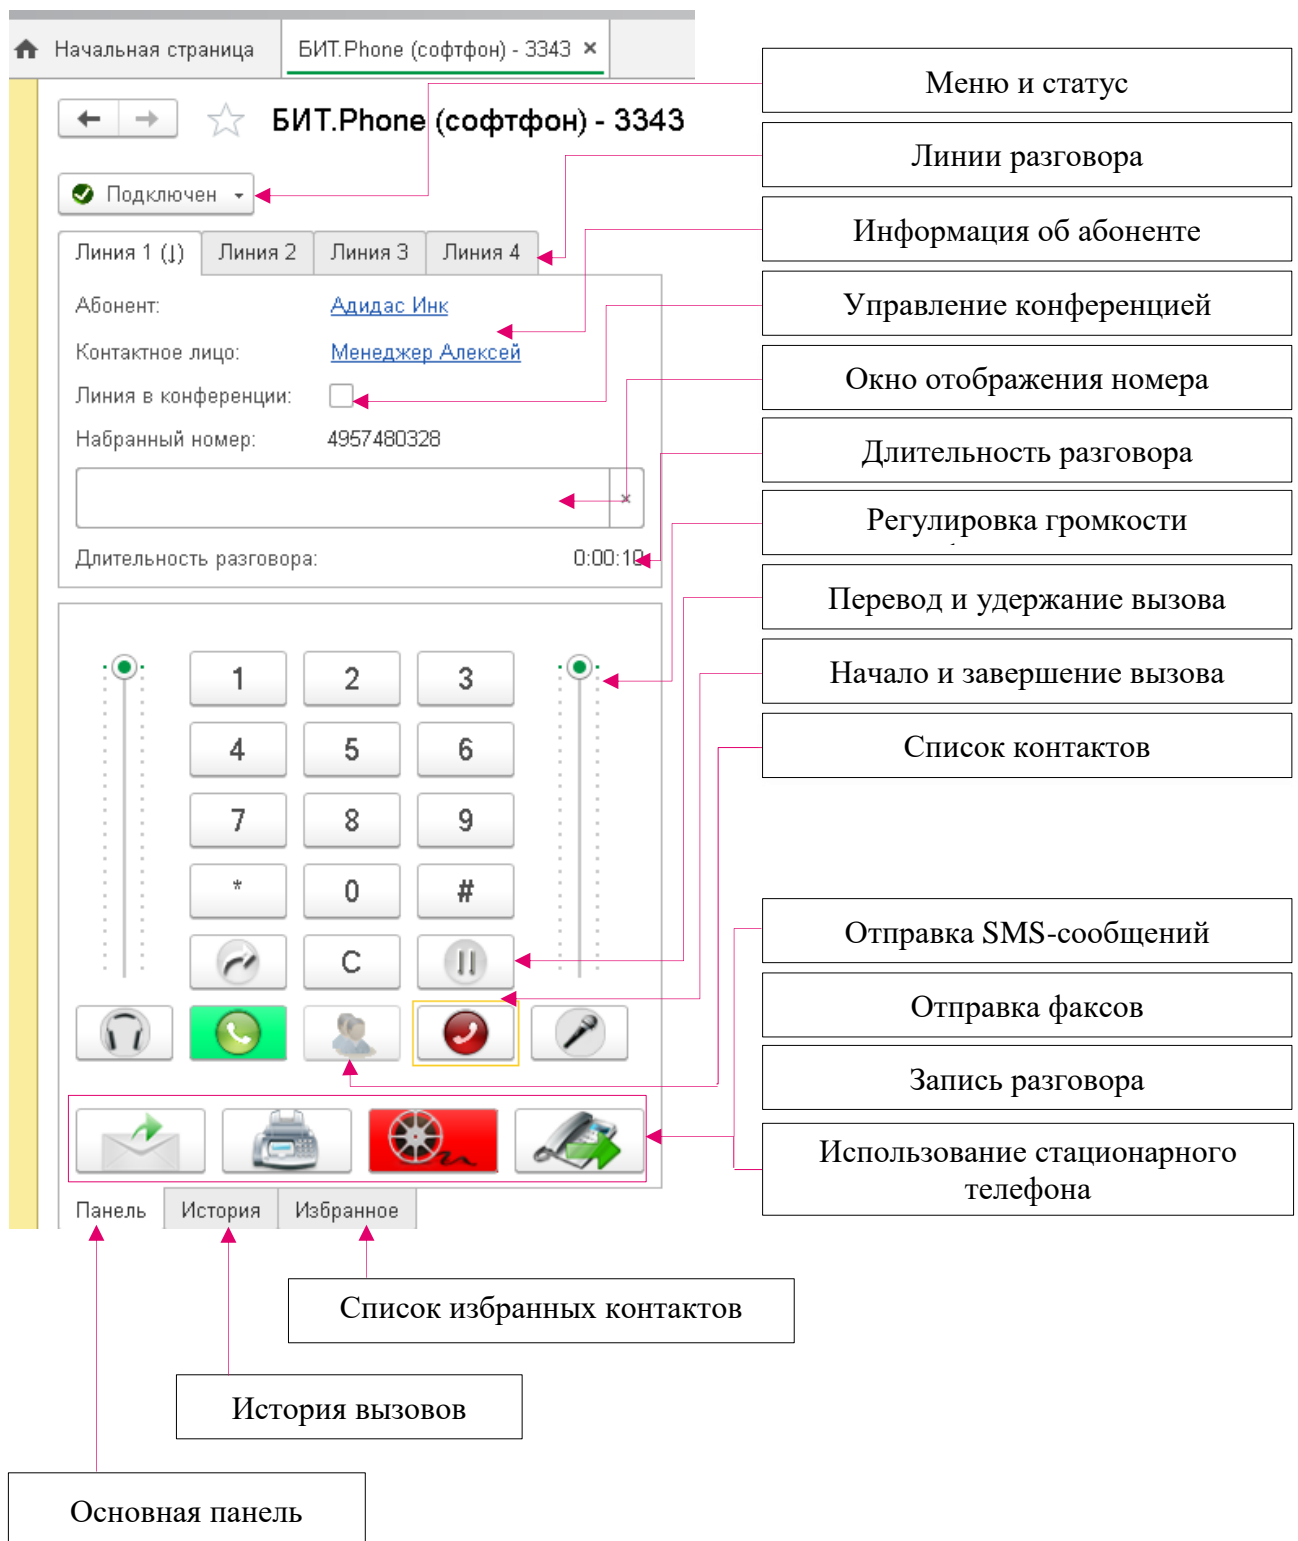 Начальная страница
БИТ.Phone (софтфон) - 3343 ×
БИТ.Phone (софтфон) - 3343
Подключен
Линия 1 (↓) Линия 2 Линия 3 Линия 4
Абонент: Адидас Инк
Контактное лицо: Менеджер Алексей
Линия в конференции:
Набранный номер: 4957480328
×
Длительность разговора: 0:00:10
1 2 3
4 5 6
7 8 9
* 0 #
C
Панель История Избранное
Меню и статус
Линии разговора
Информация об абоненте
Управление конференцией
Окно отображения номера
Длительность разговора
Регулировка громкости
Перевод и удержание вызова
Начало и завершение вызова
Список контактов
Отправка SMS-сообщений
Отправка факсов
Запись разговора
Использование стационарного
телефона
Список избранных контактов
История вызовов
Основная панель